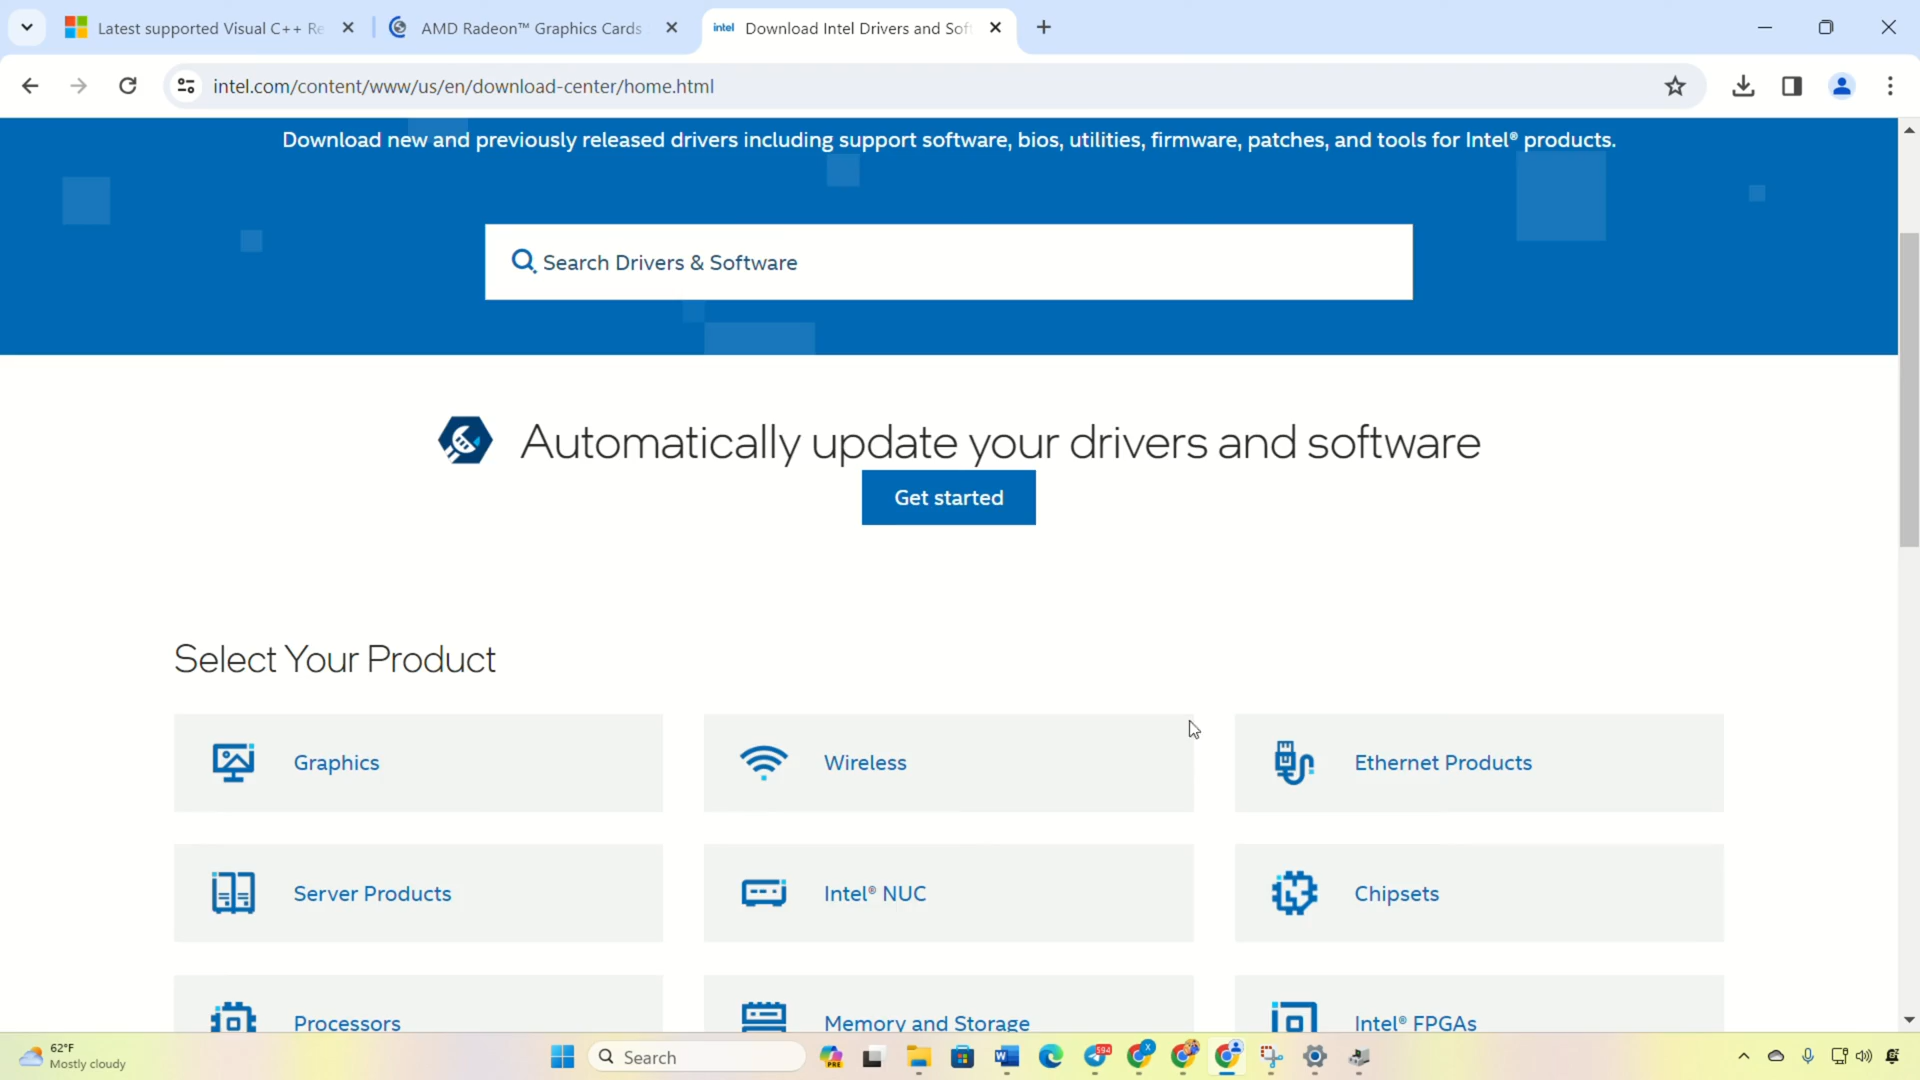 Latest supported Visual C++ Re
AMD Radeon™ Graphics Cards
intel
Download Intel Drivers and Sof
intel.com/content/www/us/en/download-center/home.html
Download new and previously released drivers including support software, bios, utilities, firmware, patches, and tools for Intel® products.
Search Drivers & Software
Automatically update your drivers and software
Get started
Select Your Product
Graphics
Wireless
Ethernet Products
Server Products
Intel® NUC
Chipsets
Processors
Memory and Storage
Intel® FPGAs
62°F
Mostly cloudy
Search
PRE
W
594
X